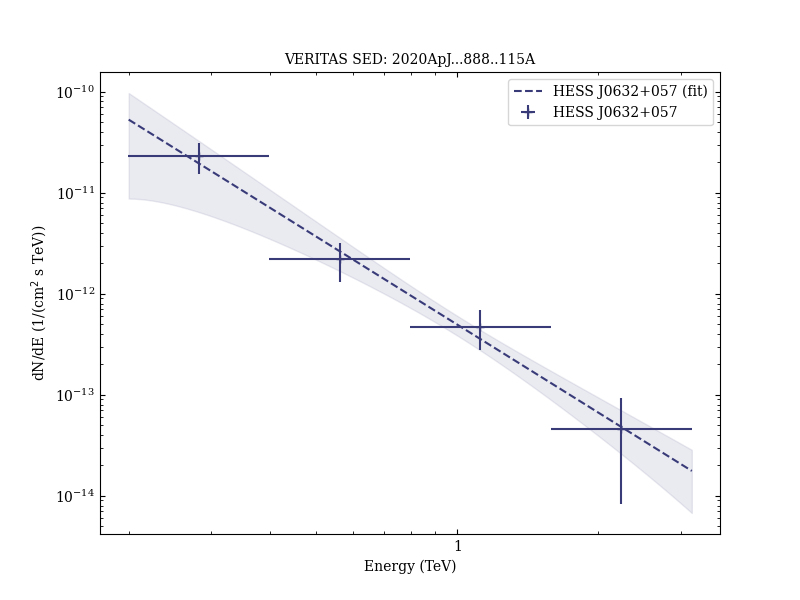 VERITAS SED: 2020ApJ...888..115A
HESS J0632+057 (fit)
HESS J0632+057
dN/dE (1/(cm² s TeV))
10⁻¹⁰
10⁻¹¹
10⁻¹²
10⁻¹³
10⁻¹⁴
1
Energy (TeV)